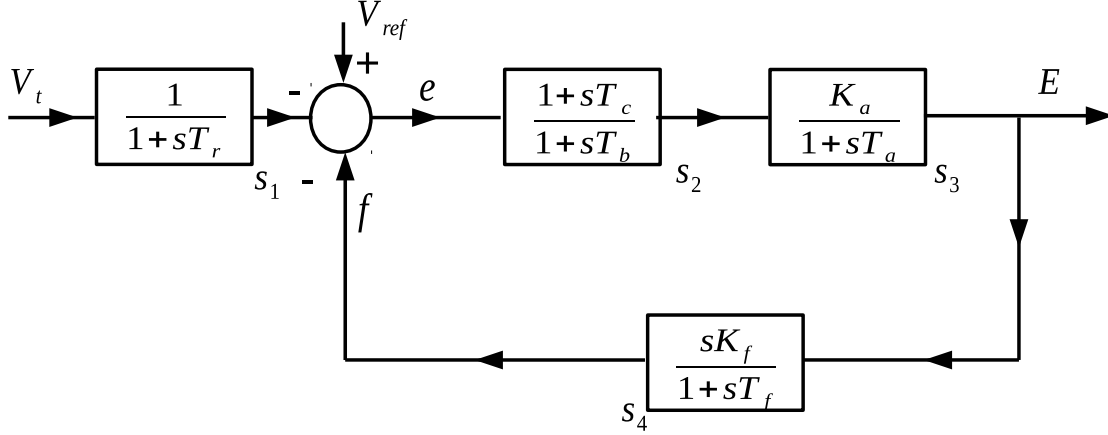 V_ref
+
V_t
1
1+sT_r
-
e
1+sT_c
1+sT_b
K_a
1+sT_a
E
s_1
-
s_2
s_3
f
sK_f
1+sT_f
s_4